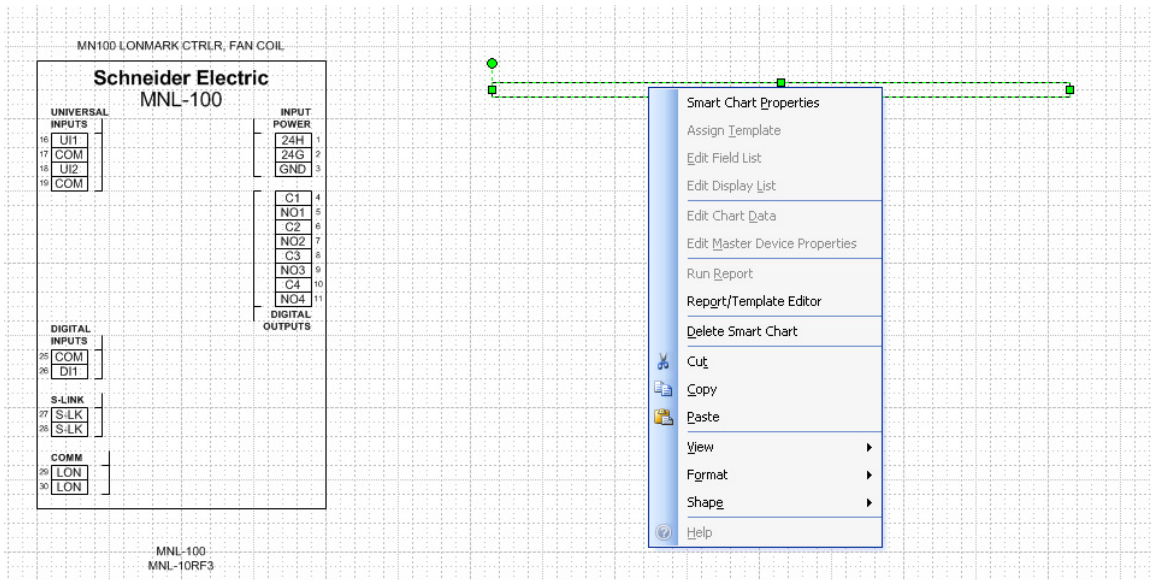 MN100 LONMARK CTRLR, FAN COIL
Schneider Electric
MNL-100
UNIVERSAL
INPUTS
16 UI1
17 COM
18 UI2
19 COM
INPUT
POWER
24H 1
24G 2
GND 3
C1 4
NO1 5
C2 6
NO2 7
C3 8
NO3 9
C4 10
NO4 11
DIGITAL
OUTPUTS
DIGITAL
INPUTS
25 COM
26 DI1
S-LINK
27 S-LK
28 S-LK
COMM
29 LON
30 LON
MNL-100
MNL-10RF3
Smart Chart Properties
Assign Template
Edit Field List
Edit Display List
Edit Chart Data
Edit Master Device Properties
Run Report
Report/Template Editor
Delete Smart Chart
Cut
Copy
Paste
View
Format
Shape
Help